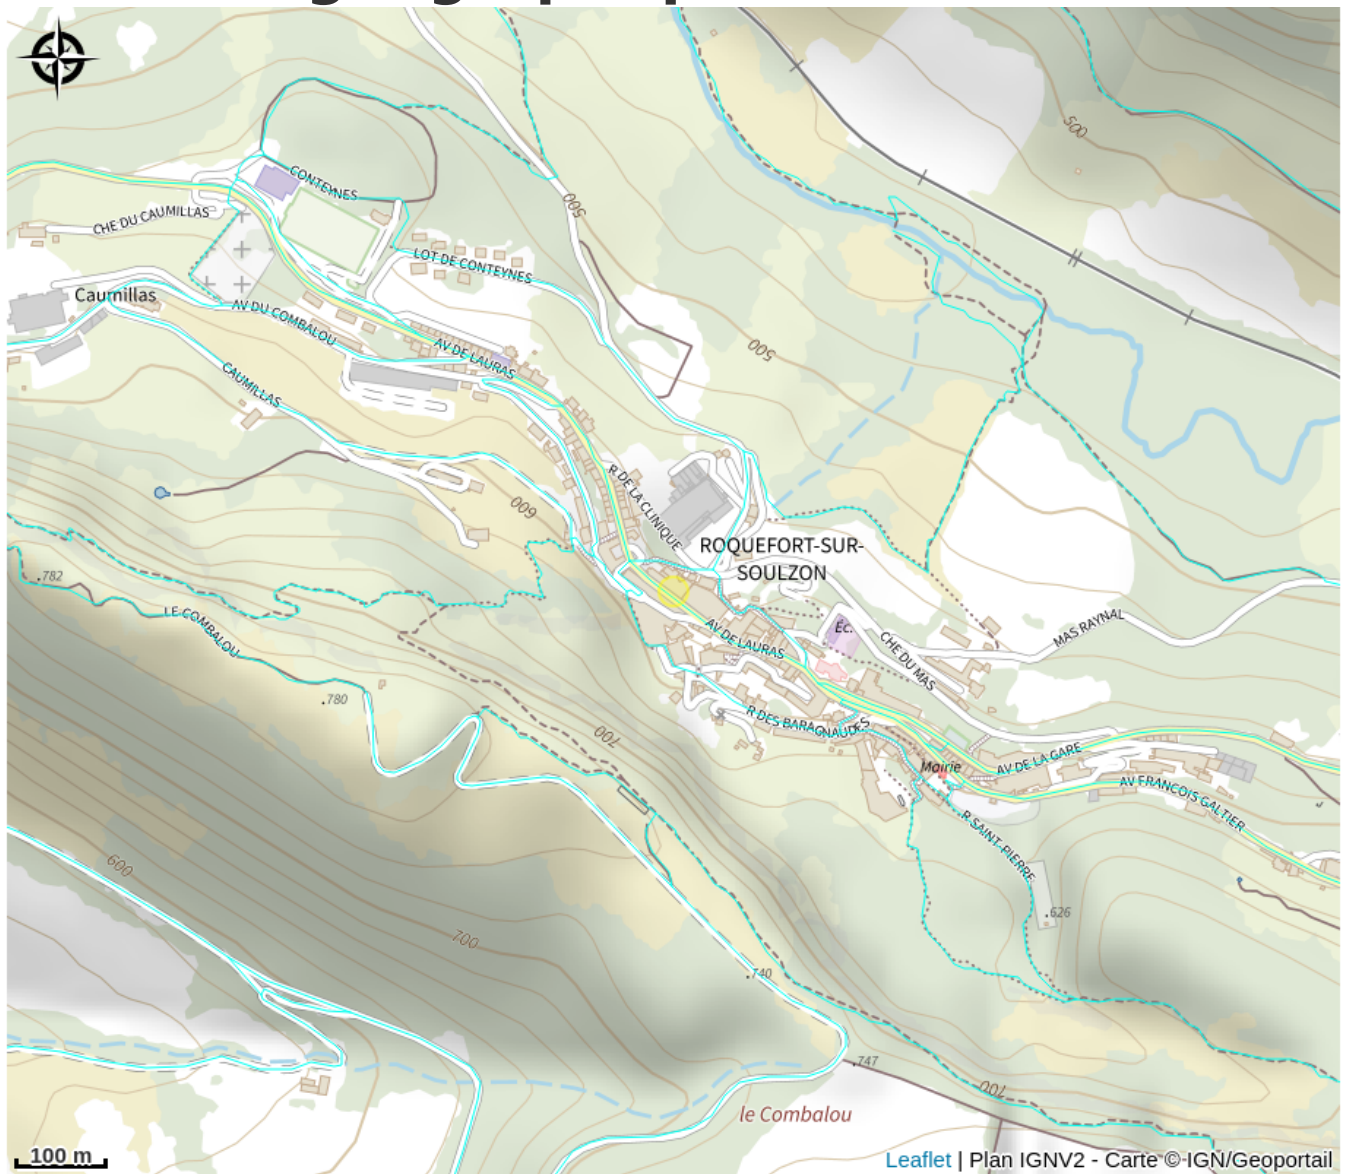 500
500
CONTEYNES
CHE DU CAUMILLAS
LOT DE CONTEYNES
Caumillas
AV DU COMBALOU
AV DE LAURAS
500
CAUMILLAS
R DE LA CLINIQUE
600
ROQUEFORT-SUR-
SOULZON
.782
LE COMBALOU
AV DE LAURAS
Éc.
CHE DU MAS
MAS RAYNAL
.780
700
R DES BARAGNAUDES
Mairie
AV DE LA GARE
AV FRANCOIS GALTIER
R SAINT-PIERRE
600
.626
700
.740
.747
700
le Combalou
100 m
Leaflet | Plan IGNV2 - Carte © IGN/Geoportail